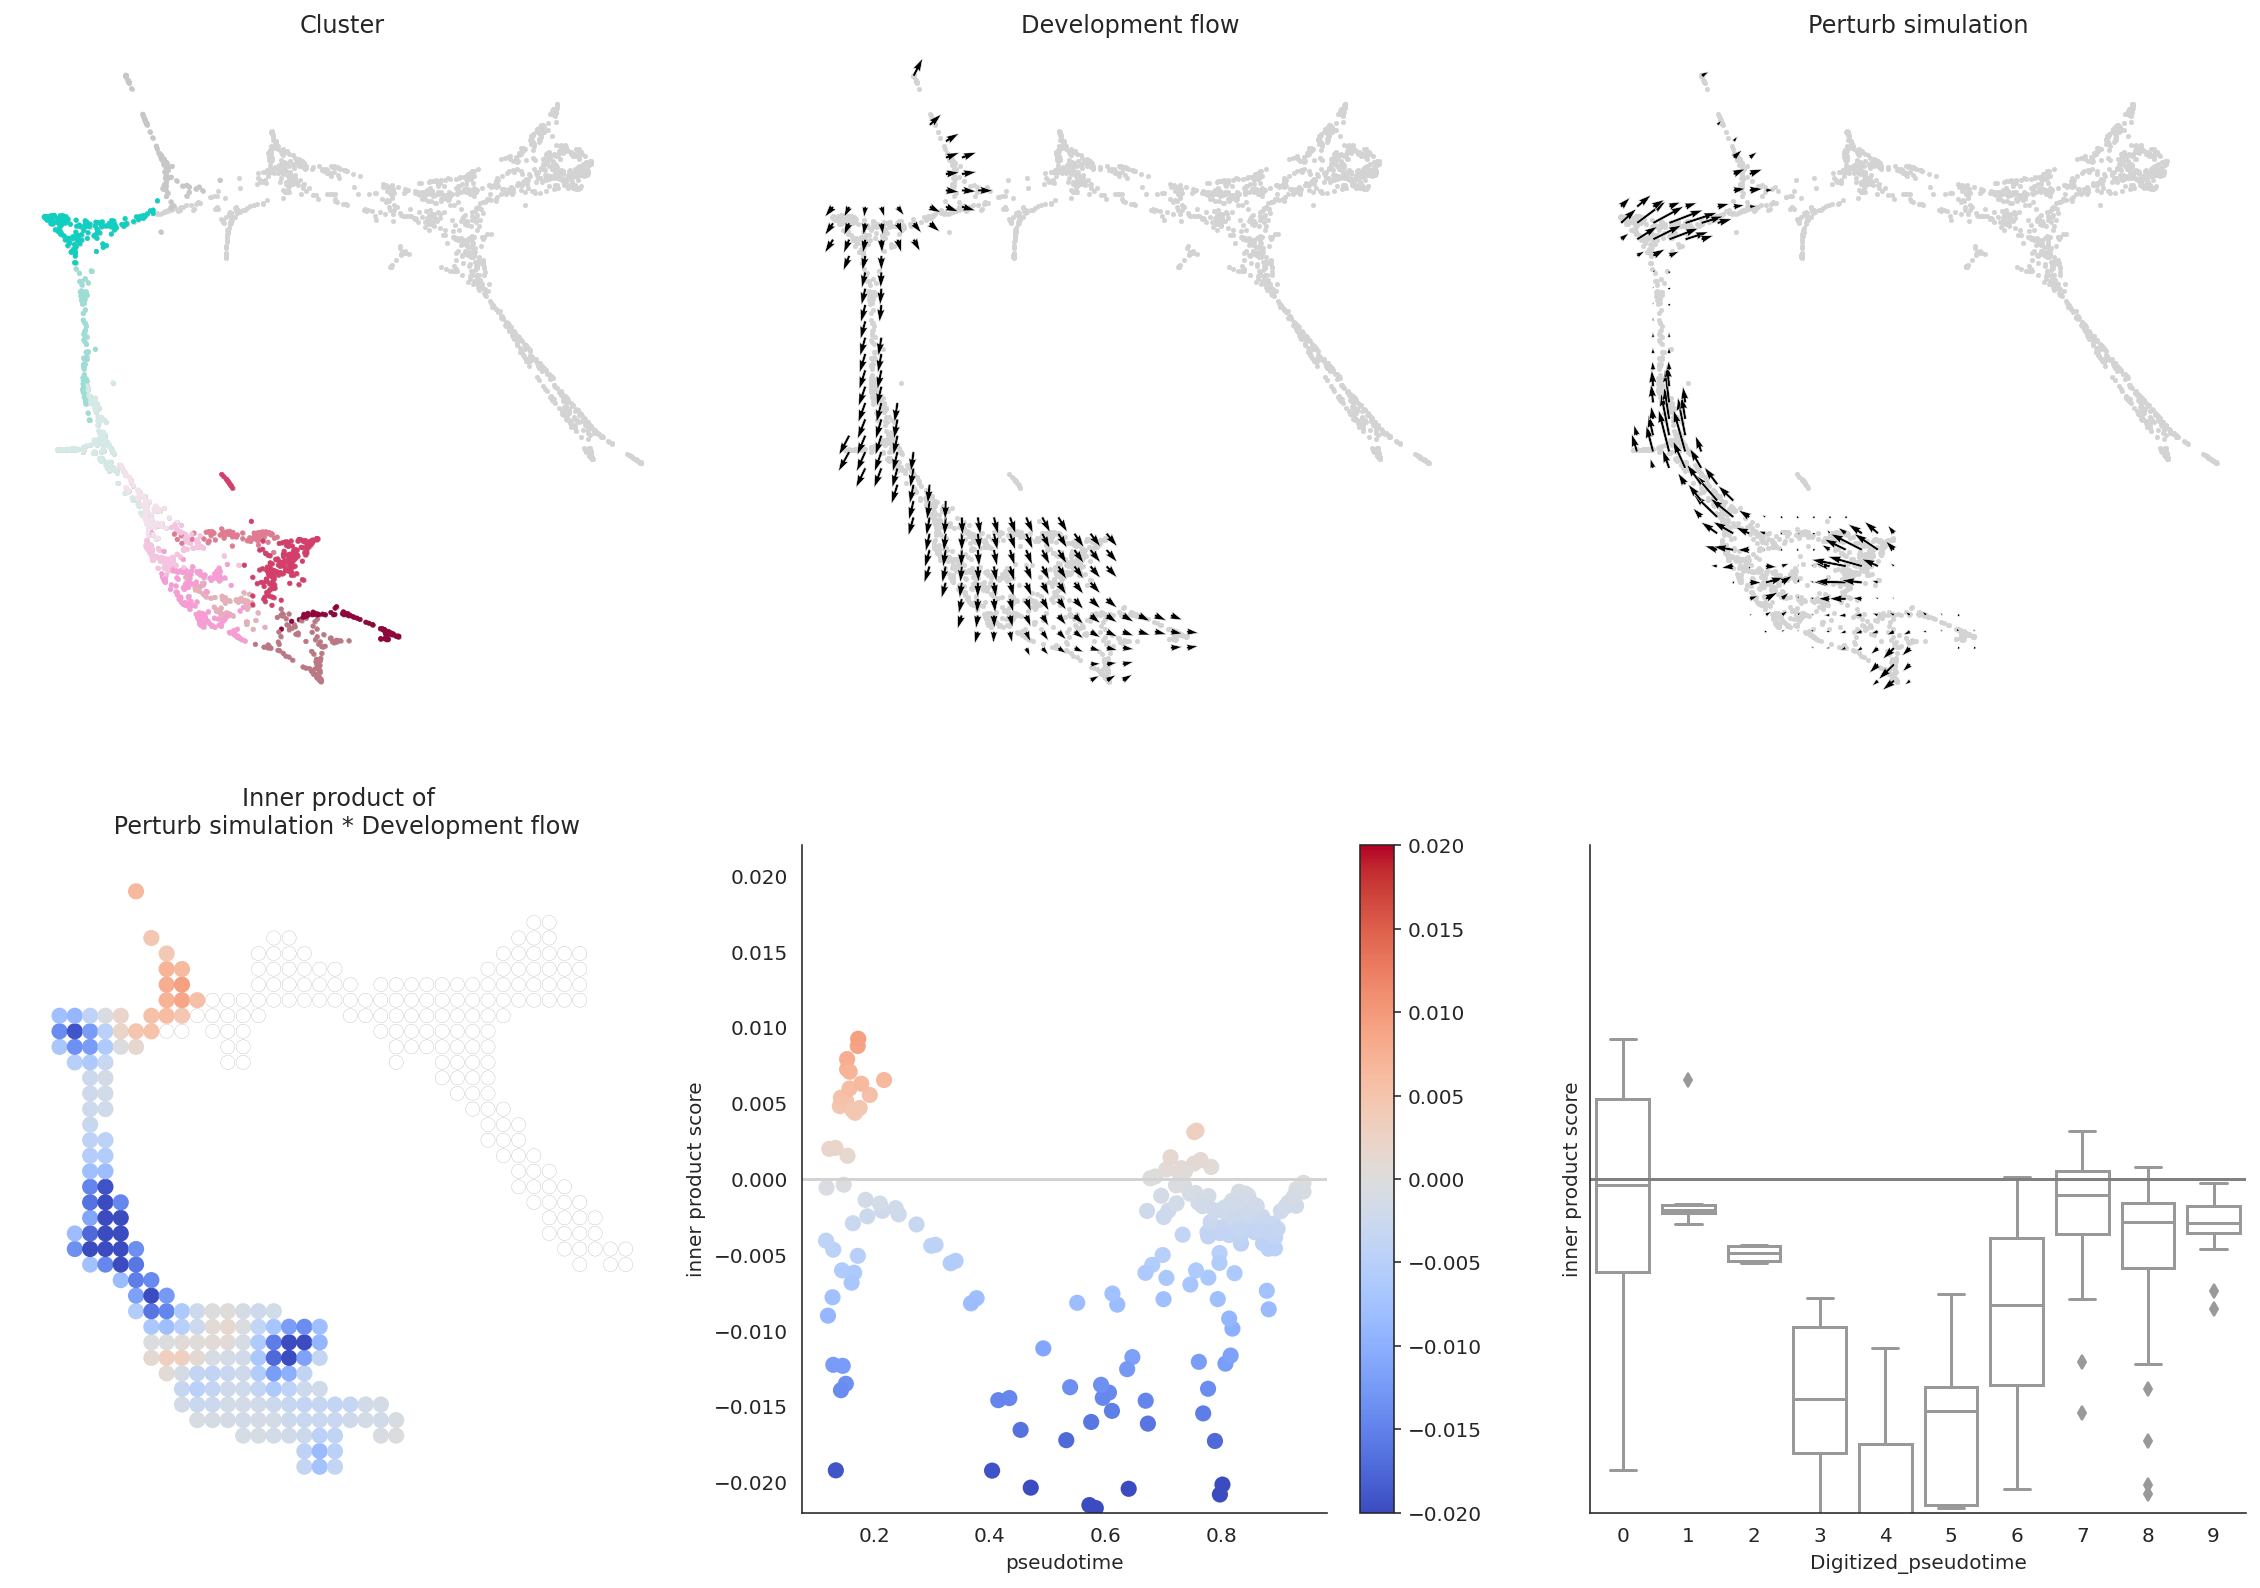 Cluster
Development flow
Perturb simulation
Inner product of
Perturb simulation * Development flow
inner product score
0.020
0.015
0.010
0.005
0.000
−0.005
−0.010
−0.015
−0.020
0.2 0.4 0.6 0.8
pseudotime
0.020
0.015
0.010
0.005
0.000
−0.005
−0.010
−0.015
−0.020
inner product score
0 1 2 3 4 5 6 7 8 9
Digitized_pseudotime